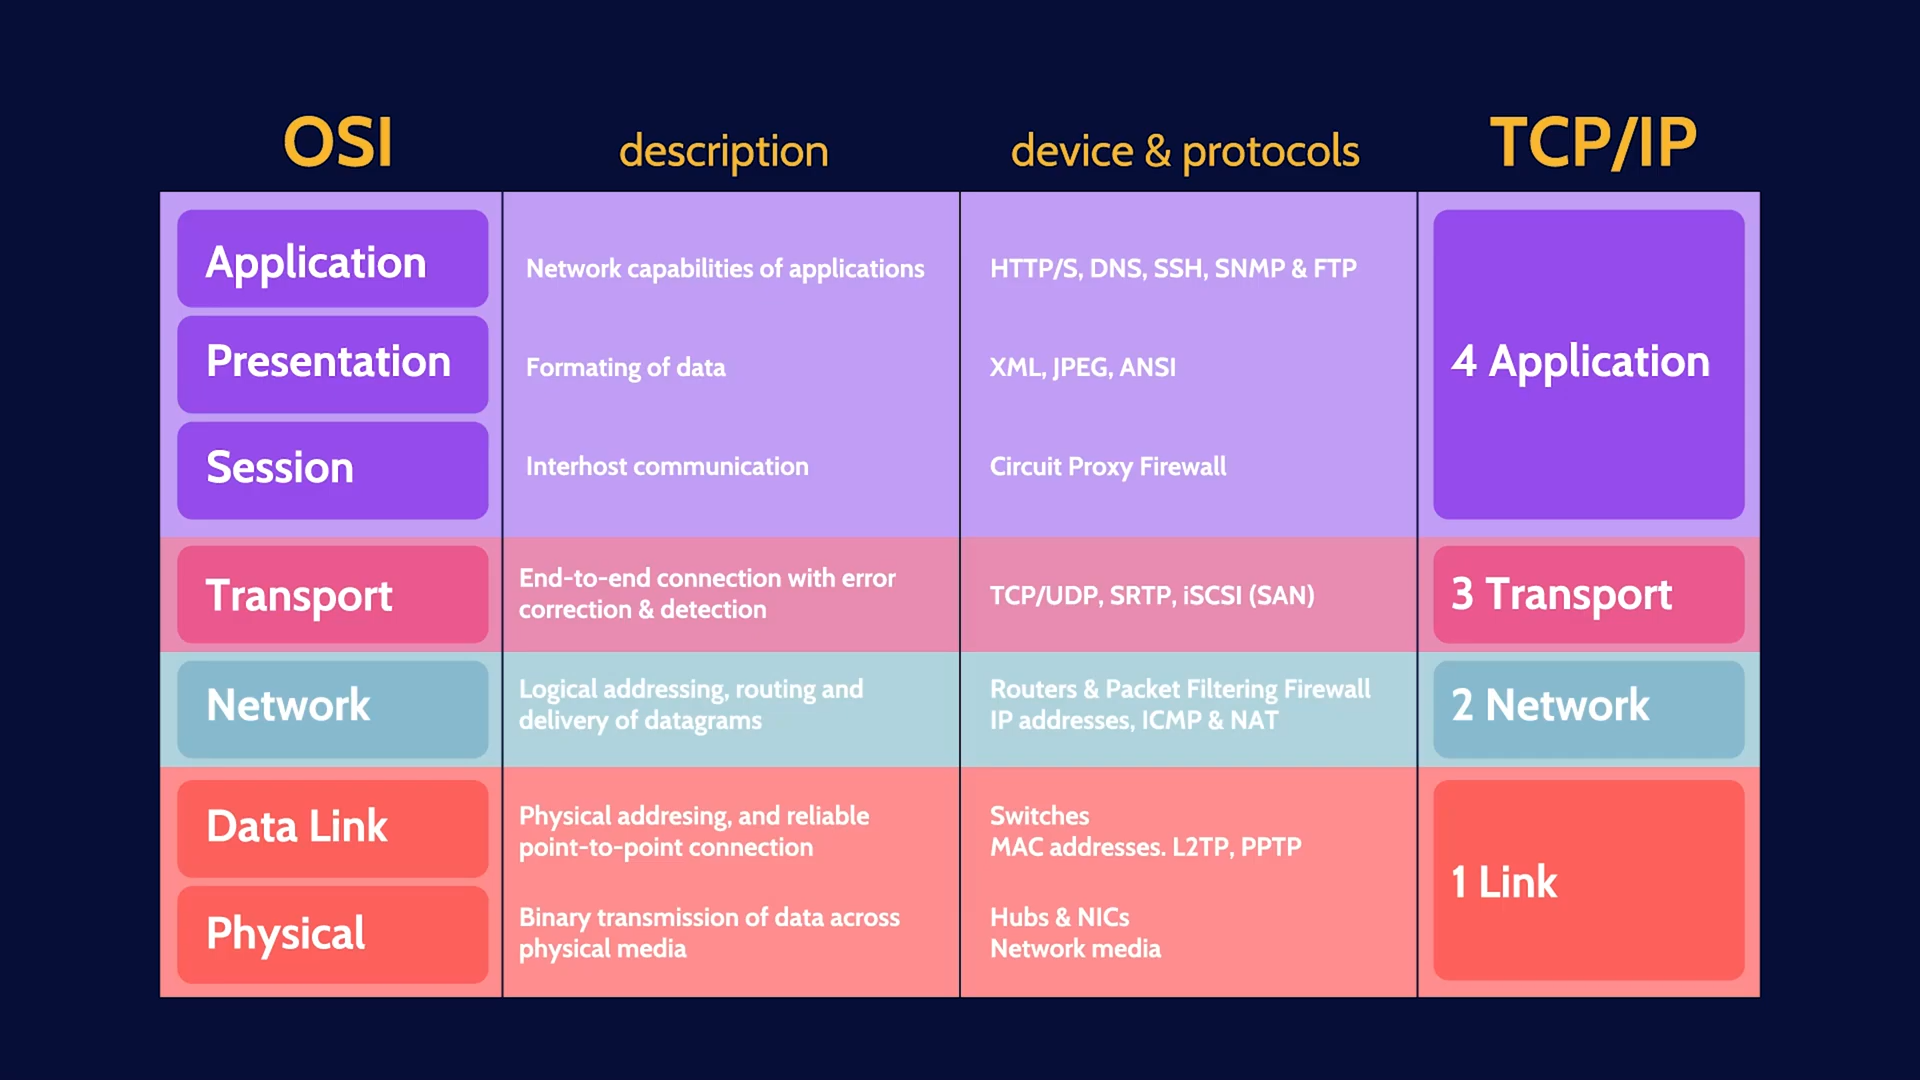 OSI
description
device & protocols
TCP/IP
Application
Network capabilities of applications
HTTP/S, DNS, SSH, SNMP & FTP
Presentation
Formating of data
XML, JPEG, ANSI
4 Application
Session
Interhost communication
Circuit Proxy Firewall
Transport
End-to-end connection with error
correction & detection
TCP/UDP, SRTP, iSCSI (SAN)
3 Transport
Network
Logical addressing, routing and
delivery of datagrams
Routers & Packet Filtering Firewall
IP addresses, ICMP & NAT
2 Network
Data Link
Physical addresing, and reliable
point-to-point connection
Switches
MAC addresses. L2TP, PPTP
1 Link
Physical
Binary transmission of data across
physical media
Hubs & NICs
Network media